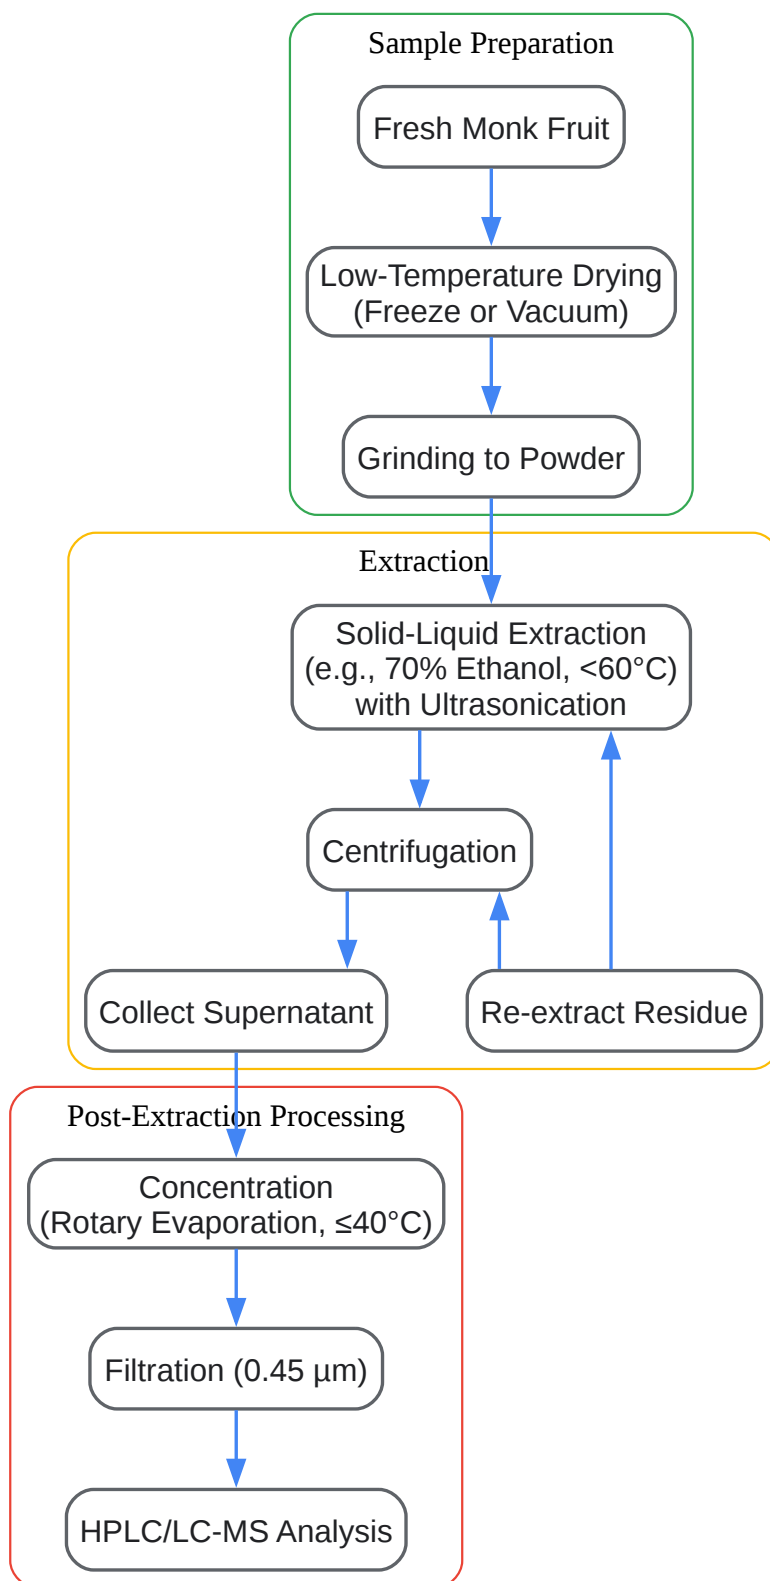 Sample Preparation
Fresh Monk Fruit
Low-Temperature Drying
(Freeze or Vacuum)
Grinding to Powder
Extraction
Solid-Liquid Extraction
(e.g., 70% Ethanol, <60°C)
with Ultrasonication
Centrifugation
Collect Supernatant
Re-extract Residue
Post-Extraction Processing
Concentration
(Rotary Evaporation, ≤40°C)
Filtration (0.45 µm)
HPLC/LC-MS Analysis